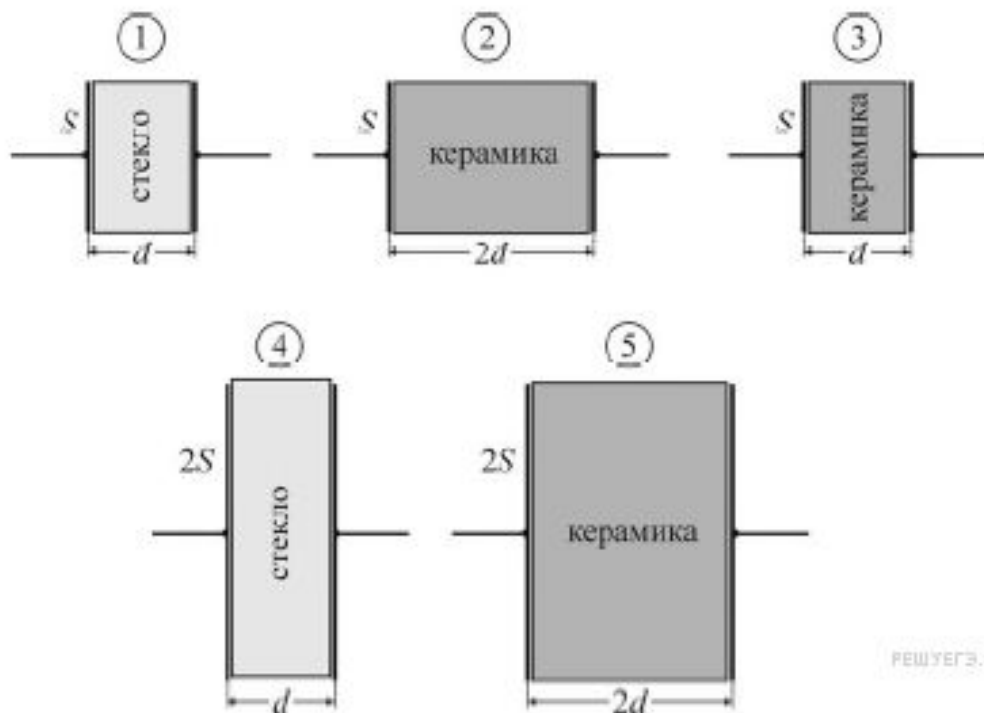 1 2 3
S стекло S керамика S керамика
d 2d d
4 5
2S стекло 2S керамика
d 2d
РЕШУЕГЭ.